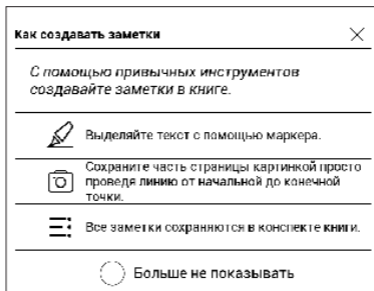 Как создавать заметки
С помощью привычных инструментов
создавайте заметки в книге.
Выделяйте текст с помощью маркера.
Сохраните часть страницы картинкой просто
проведя линию от начальной до конечной
точки.
Все заметки сохраняются в конспекте книги.
Больше не показывать